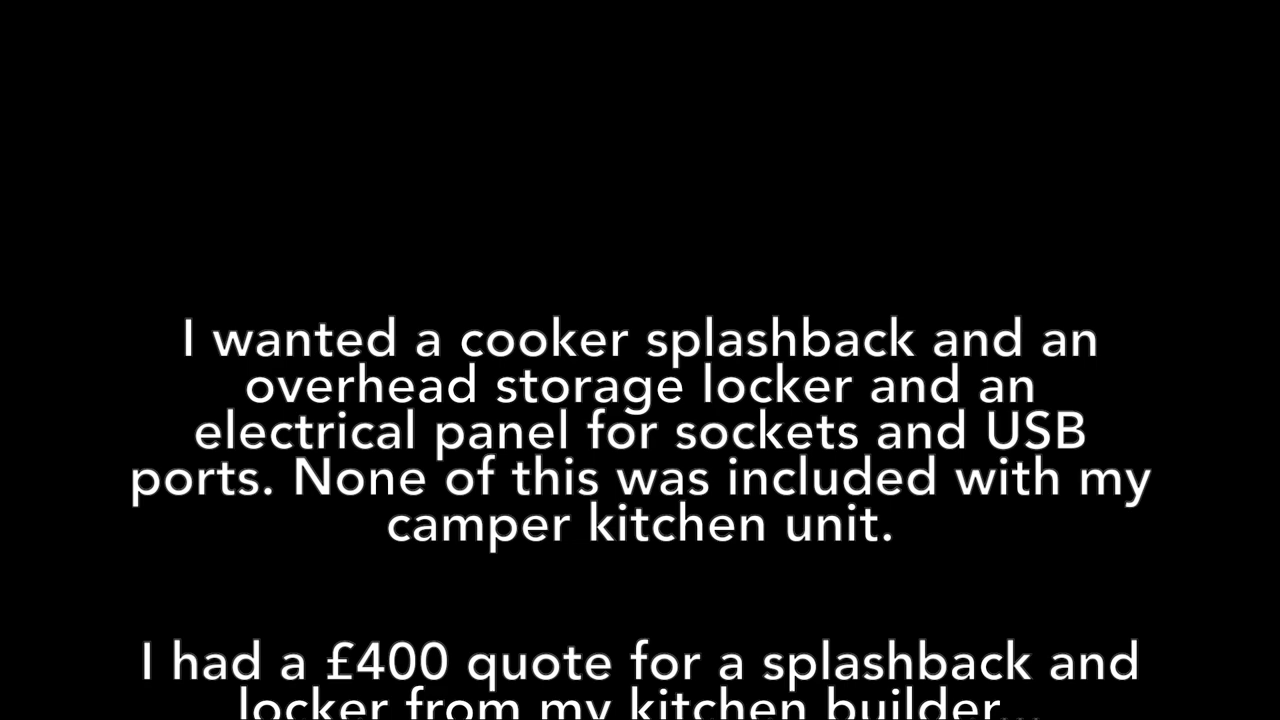 I wanted a cooker splashback and an
overhead storage locker and an
electrical panel for sockets and USB
ports. None of this was included with my
camper kitchen unit.
I had a £400 quote for a splashback and
locker from my kitchen builder...